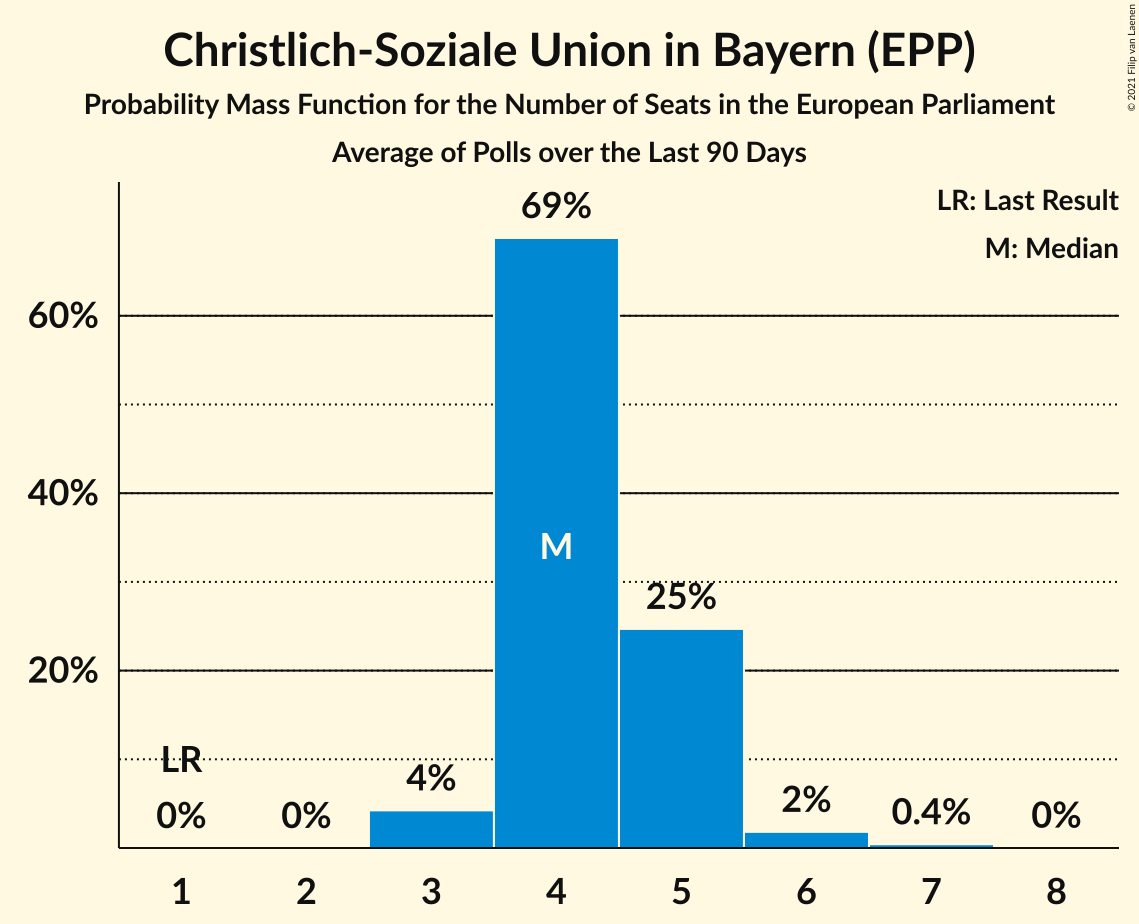 Christlich-Soziale Union in Bayern (EPP)
Probability Mass Function for the Number of Seats in the European Parliament
Average of Polls over the Last 90 Days
© 2021 Filip van Laenen
LR: Last Result
M: Median
69%
60%
40%
M
25%
20%
LR
4%
0%
0%
2%
0.4%
0%
1 2 3 4 5 6 7 8